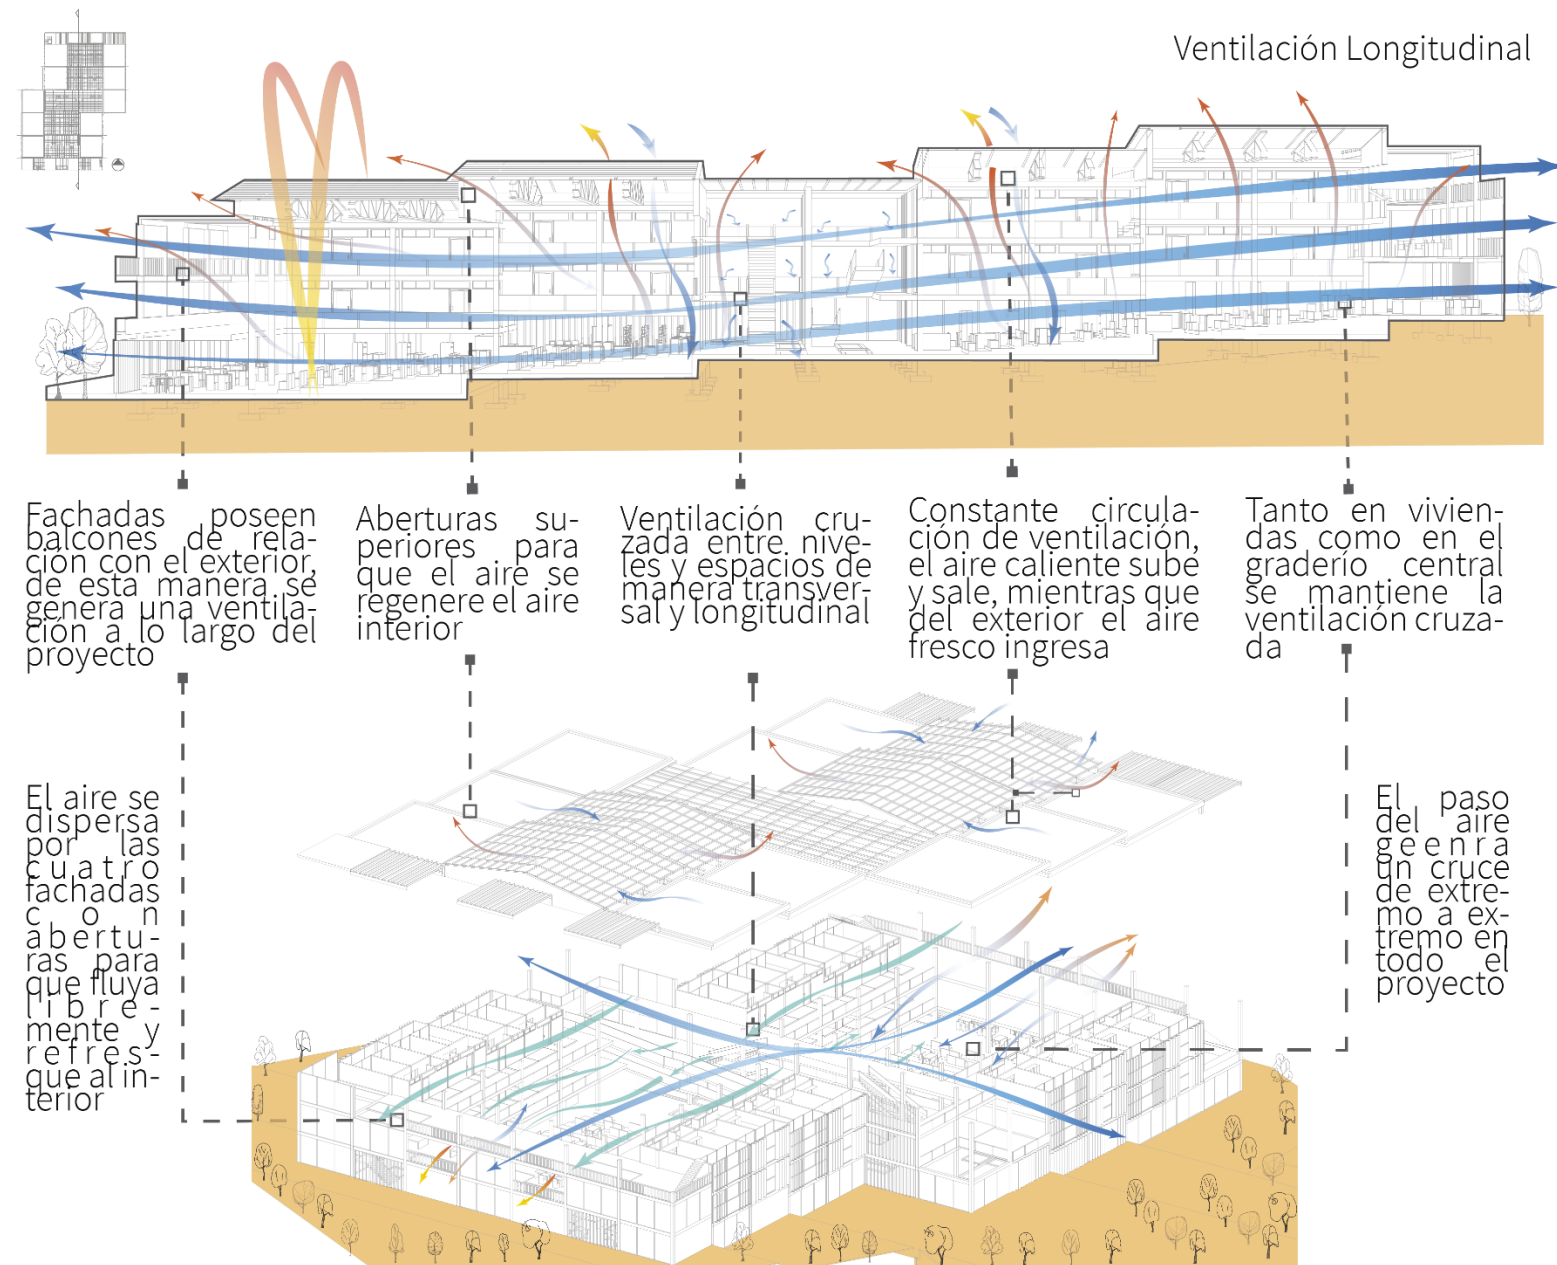 Ventilación Longitudinal
Fachadas poseen
balcones de rela-
ción con el exterior,
de esta manera se
genera una ventila-
ción a lo largo del
proyecto
Aberturas su-
periores para
que el aire se
regenere el aire
interior
Ventilación cru-
zada entre nive-
les y espacios de
manera transver-
sal y longitudinal
Constante circula-
ción de ventilación,
el aire caliente sube
y sale, mientras que
del exterior el aire
fresco ingresa
Tanto en vivien-
das como en el
graderío central
se mantiene la
ventilación cruza-
da
El aire se
dispersa
por las
cuatro
fachadas
con
abertu-
ras para
que fluya
libre-
mente y
refres-
que al in-
terior
El paso
del aire
geenra
un cruce
de extre-
mo a ex-
tremo en
todo el
proyecto